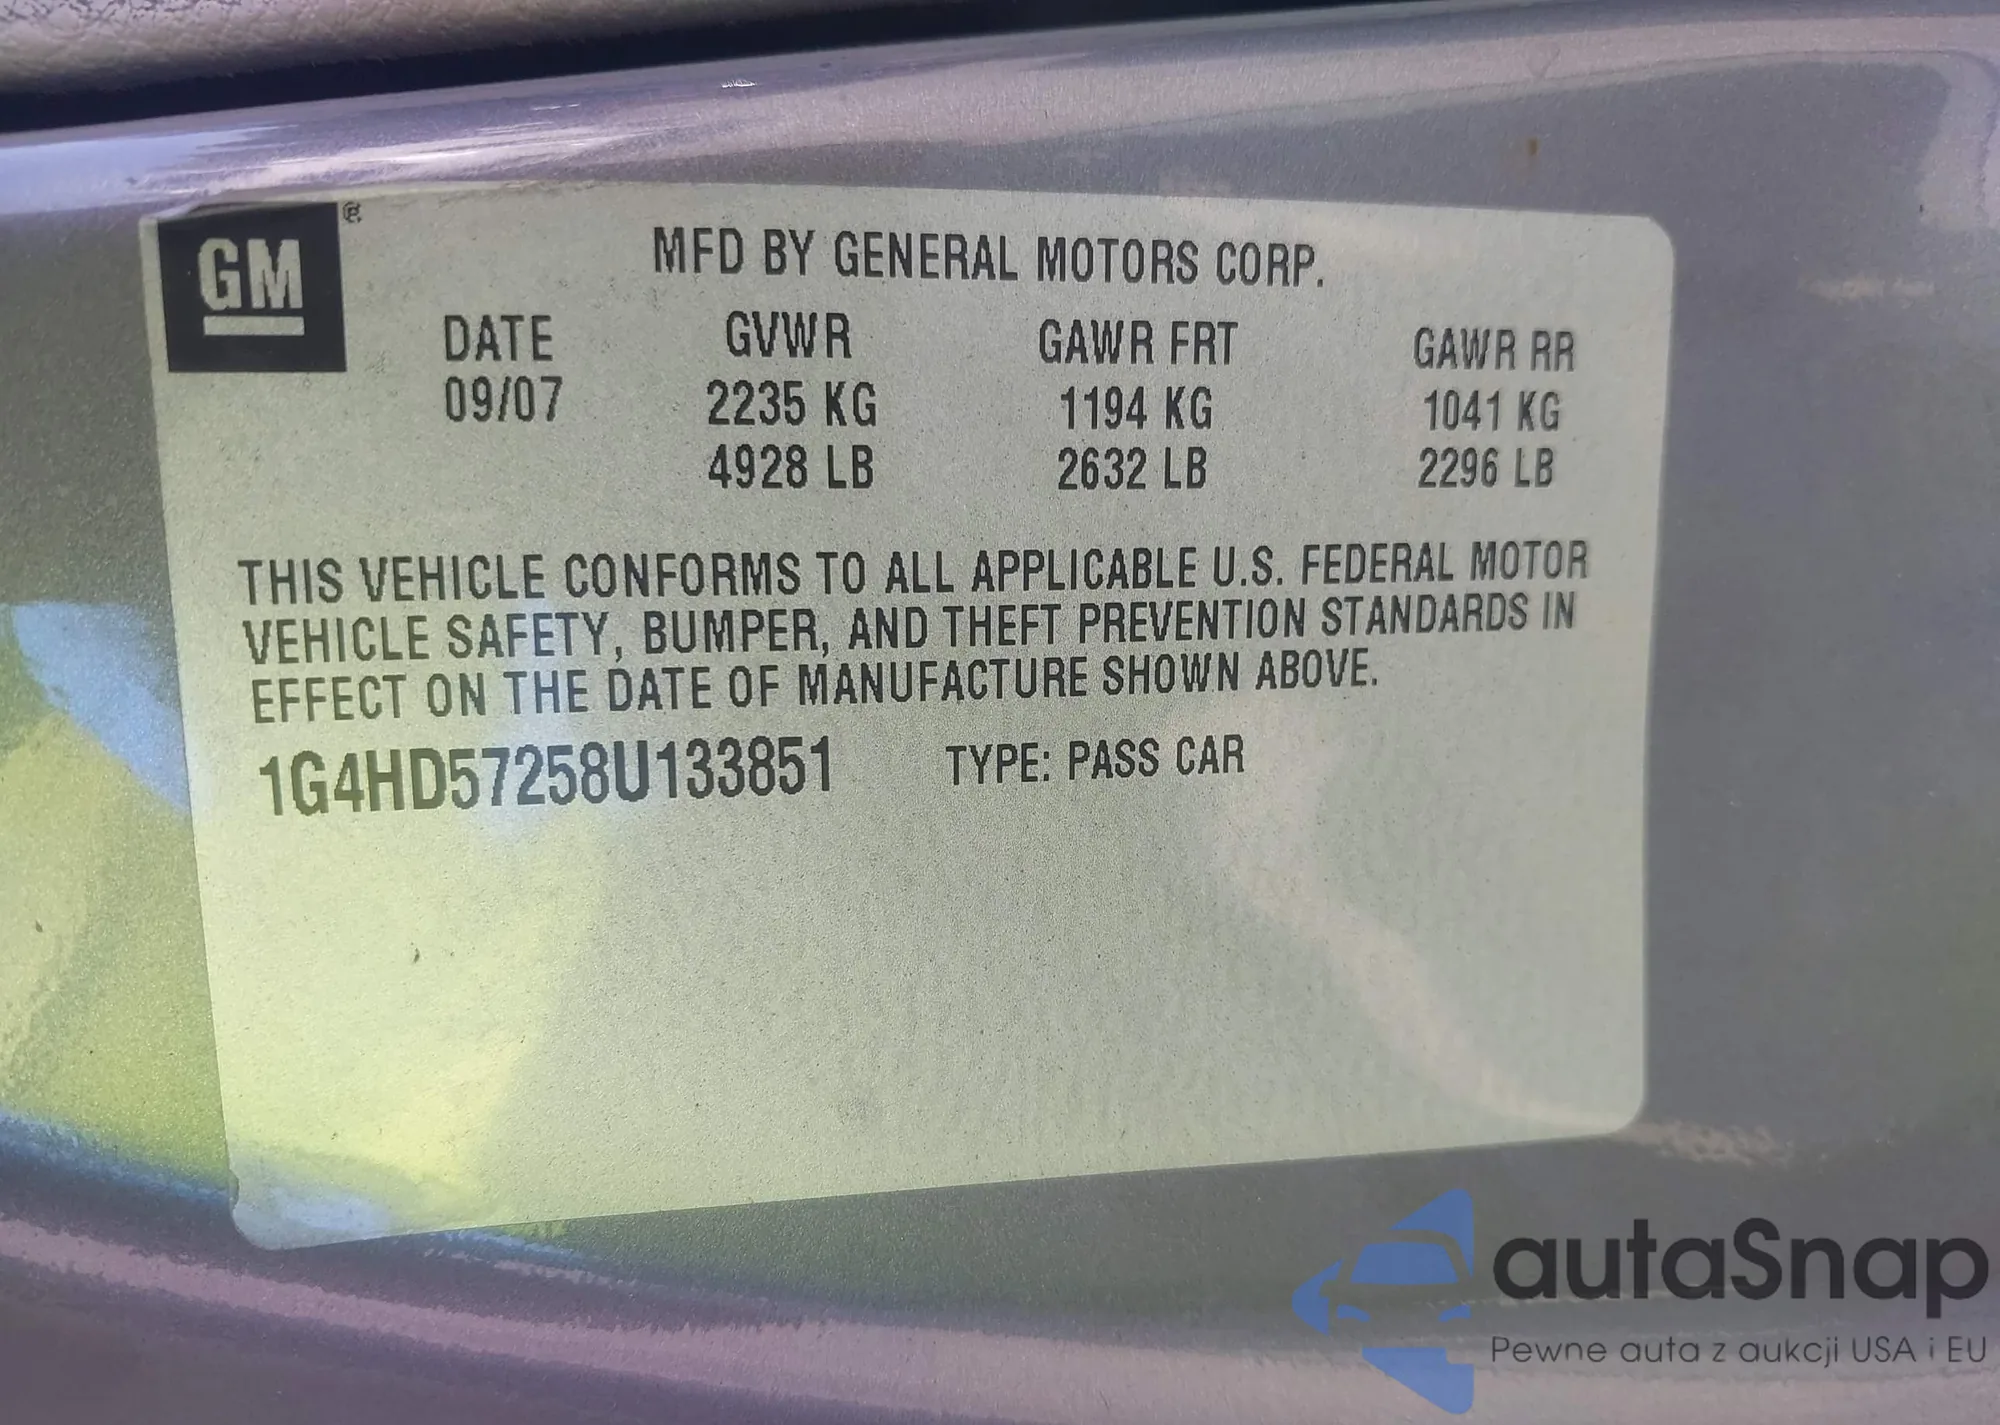 GM ®
MFD BY GENERAL MOTORS CORP.
DATE GVWR GAWR FRT GAWR RR
09/07 2235 KG 1194 KG 1041 KG
4928 LB 2632 LB 2296 LB
THIS VEHICLE CONFORMS TO ALL APPLICABLE U.S. FEDERAL MOTOR
VEHICLE SAFETY, BUMPER, AND THEFT PREVENTION STANDARDS IN
EFFECT ON THE DATE OF MANUFACTURE SHOWN ABOVE.
1G4HD57258U133851 TYPE: PASS CAR
autaSnap
Pewne auta z aukcji USA i EU